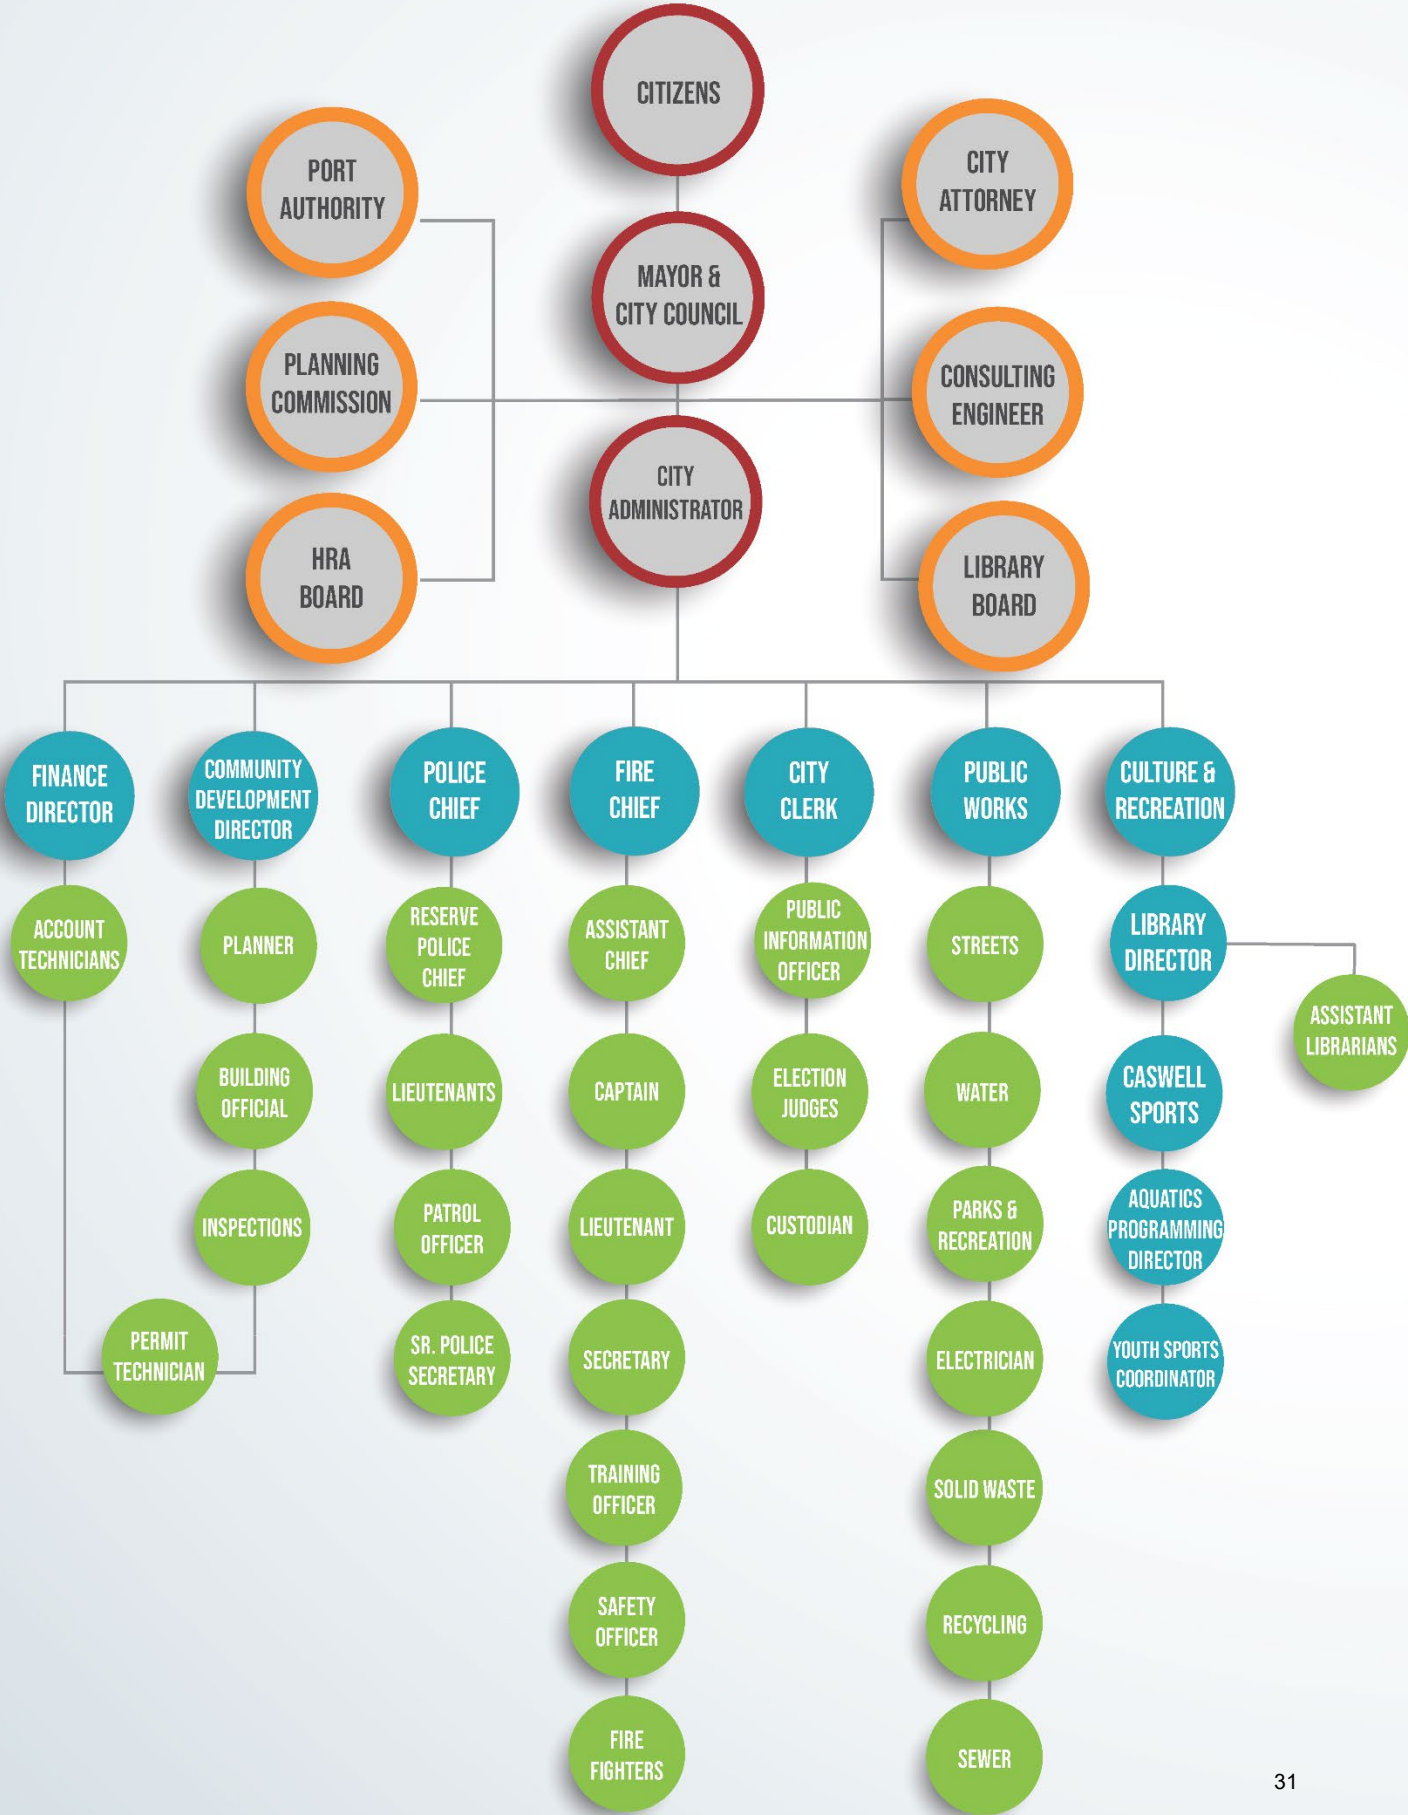 CITIZENS
PORT
AUTHORITY
CITY
ATTORNEY
MAYOR &
CITY COUNCIL
PLANNING
COMMISSION
CONSULTING
ENGINEER
CITY
ADMINISTRATOR
HRA
BOARD
LIBRARY
BOARD
FINANCE
DIRECTOR
COMMUNITY
DEVELOPMENT
DIRECTOR
POLICE
CHIEF
FIRE
CHIEF
CITY
CLERK
PUBLIC
WORKS
CULTURE &
RECREATION
ACCOUNT
TECHNICIANS
PLANNER
RESERVE
POLICE
CHIEF
ASSISTANT
CHIEF
PUBLIC
INFORMATION
OFFICER
STREETS
LIBRARY
DIRECTOR
ASSISTANT
LIBRARIANS
BUILDING
OFFICIAL
LIEUTENANTS
CAPTAIN
ELECTION
JUDGES
WATER
CASWELL
SPORTS
INSPECTIONS
PATROL
OFFICER
LIEUTENANT
CUSTODIAN
PARKS &
RECREATION
AQUATICS
PROGRAMMING
DIRECTOR
PERMIT
TECHNICIAN
SR. POLICE
SECRETARY
SECRETARY
ELECTRICIAN
YOUTH SPORTS
COORDINATOR
TRAINING
OFFICER
SOLID WASTE
SAFETY
OFFICER
RECYCLING
FIRE
FIGHTERS
SEWER
31